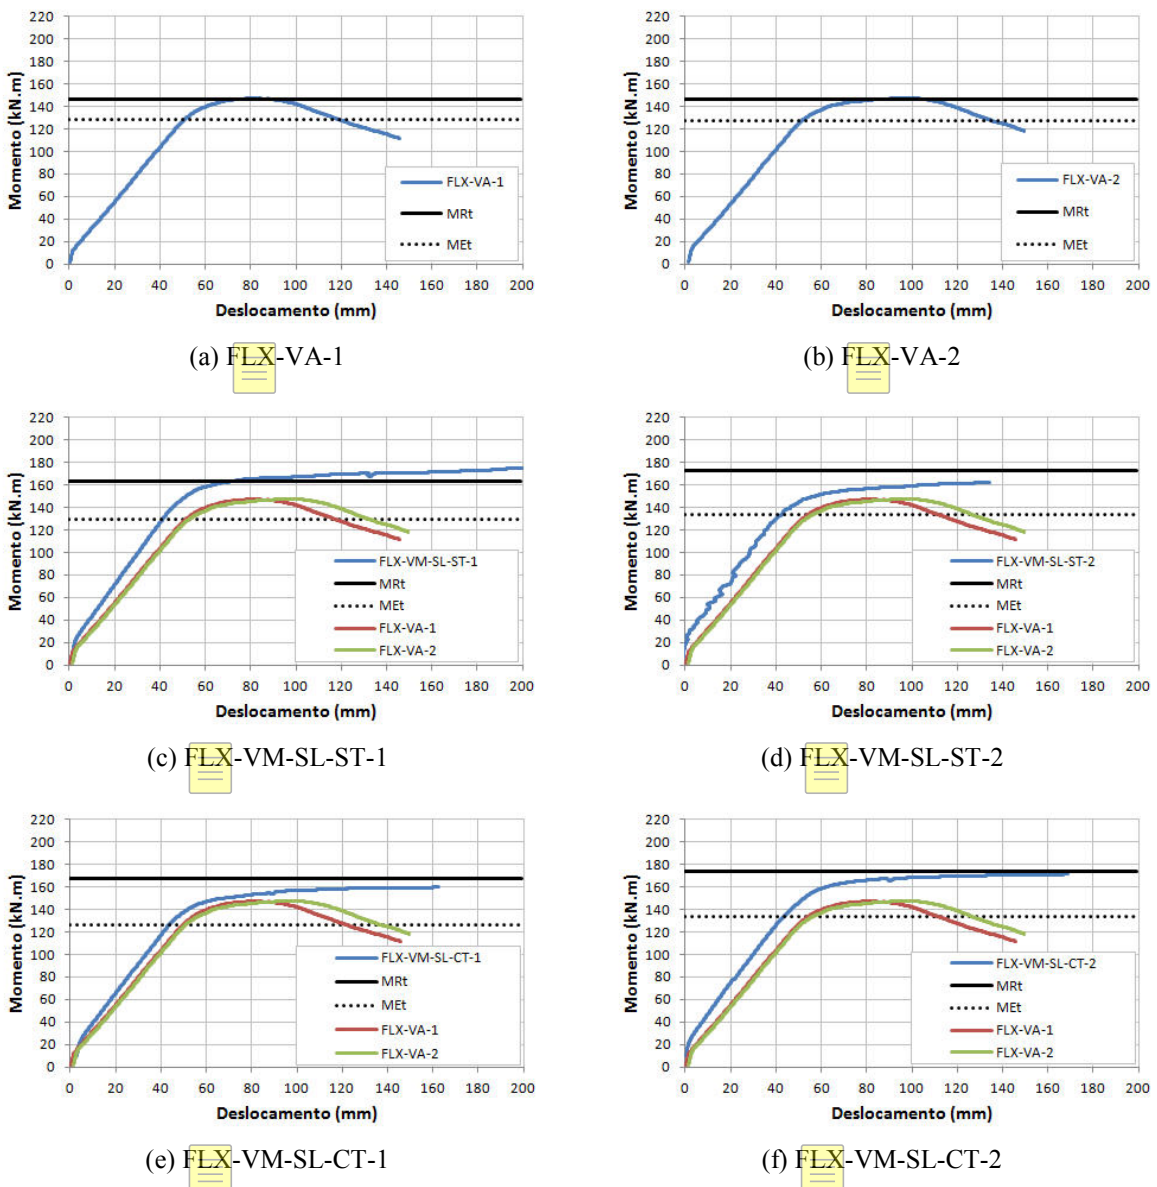 220
200
180
160
140
120
100
80
60
40
20
0
Momento (kN.m)
FLX-VA-1
MRt
MEt
0 20 40 60 80 100 120 140 160 180 200
Deslocamento (mm)
(a) FLX-VA-1
220
200
180
160
140
120
100
80
60
40
20
0
Momento (kN.m)
FLX-VA-2
MRt
MEt
0 20 40 60 80 100 120 140 160 180 200
Deslocamento (mm)
(b) FLX-VA-2
220
200
180
160
140
120
100
80
60
40
20
0
Momento (kN.m)
FLX-VM-SL-ST-1
MRt
MEt
FLX-VA-1
FLX-VA-2
0 20 40 60 80 100 120 140 160 180 200
Deslocamento (mm)
(c) FLX-VM-SL-ST-1
220
200
180
160
140
120
100
80
60
40
20
0
Momento (kN.m)
FLX-VM-SL-ST-2
MRt
MEt
FLX-VA-1
FLX-VA-2
0 20 40 60 80 100 120 140 160 180 200
Deslocamento (mm)
(d) FLX-VM-SL-ST-2
220
200
180
160
140
120
100
80
60
40
20
0
Momento (kN.m)
FLX-VM-SL-CT-1
MRt
MEt
FLX-VA-1
FLX-VA-2
0 20 40 60 80 100 120 140 160 180 200
Deslocamento (mm)
(e) FLX-VM-SL-CT-1
220
200
180
160
140
120
100
80
60
40
20
0
Momento (kN.m)
FLX-VM-SL-CT-2
MRt
MEt
FLX-VA-1
FLX-VA-2
0 20 40 60 80 100 120 140 160 180 200
Deslocamento (mm)
(f) FLX-VM-SL-CT-2